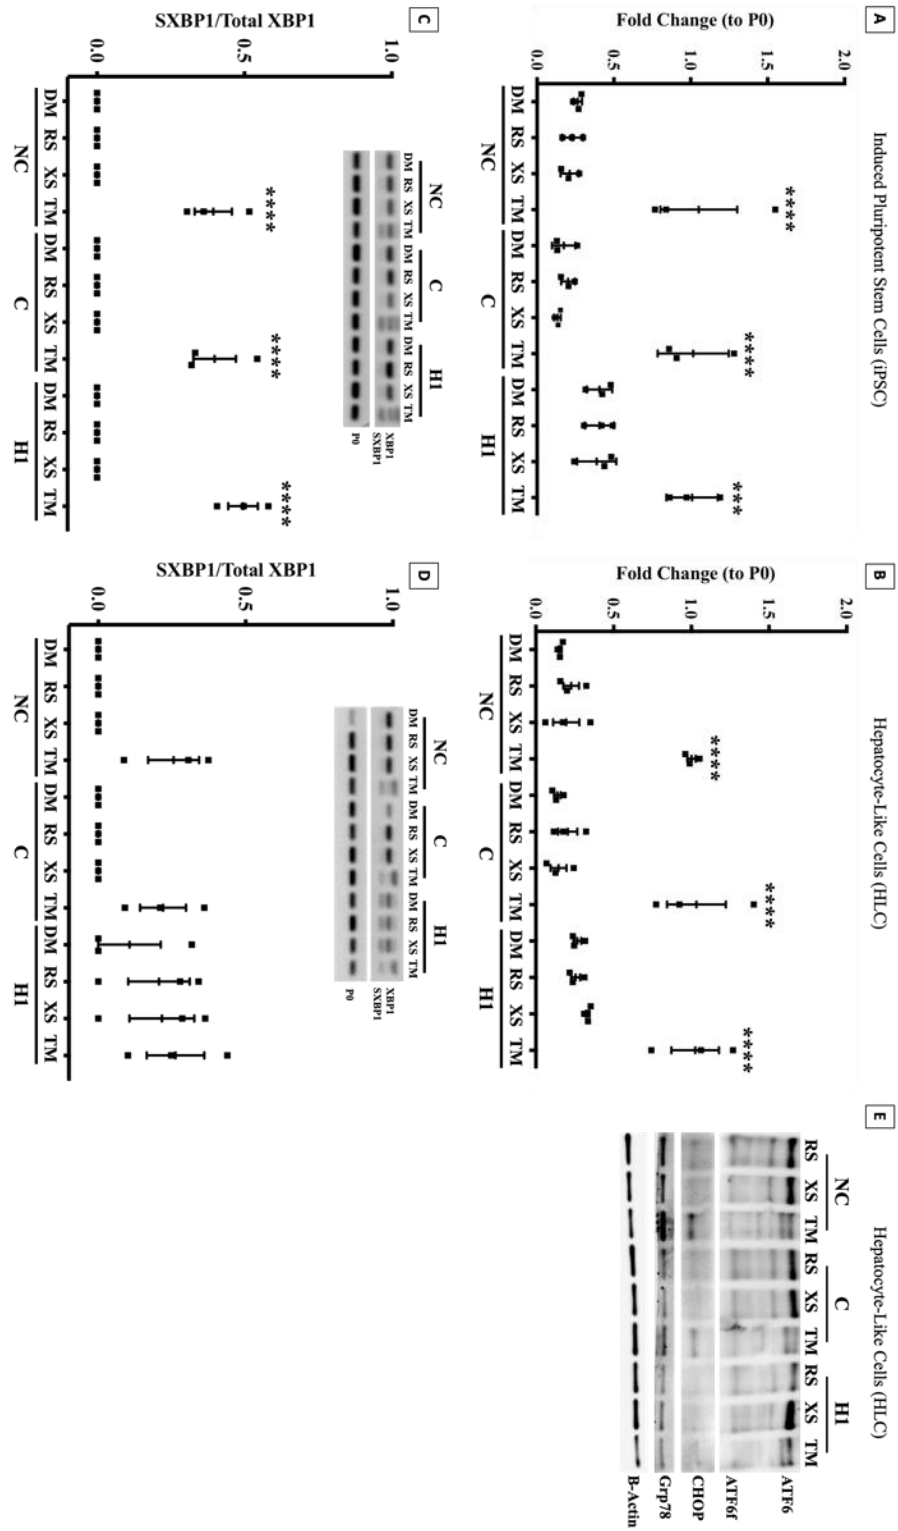 A
Induced Pluripotent Stem Cells (iPSC)
Fold Change (to P0)
2.0
1.5
1.0
0.5
0.0
**** **** ***
DM RS XS TM DM RS XS TM DM RS XS TM
NC C H1
B
Hepatocyte-Like Cells (HLC)
Fold Change (to P0)
2.0
1.5
1.0
0.5
0.0
**** **** ****
DM RS XS TM DM RS XS TM DM RS XS TM
NC C H1
C
SXBP1/Total XBP1
1.0
0.5
0.0
NC C H1
DM RS XS TM DM RS XS TM DM RS XS TM
XBP1
SXBP1
P0
**** **** ****
DM RS XS TM DM RS XS TM DM RS XS TM
NC C H1
D
SXBP1/Total XBP1
1.0
0.5
0.0
NC C H1
DM RS XS TM DM RS XS TM DM RS XS TM
XBP1
SXBP1
P0
DM RS XS TM DM RS XS TM DM RS XS TM
NC C H1
E
Hepatocyte-Like Cells (HLC)
NC C H1
RS XS TM RS XS TM RS XS TM
ATF6
ATF6f
CHOP
Grp78
B-Actin